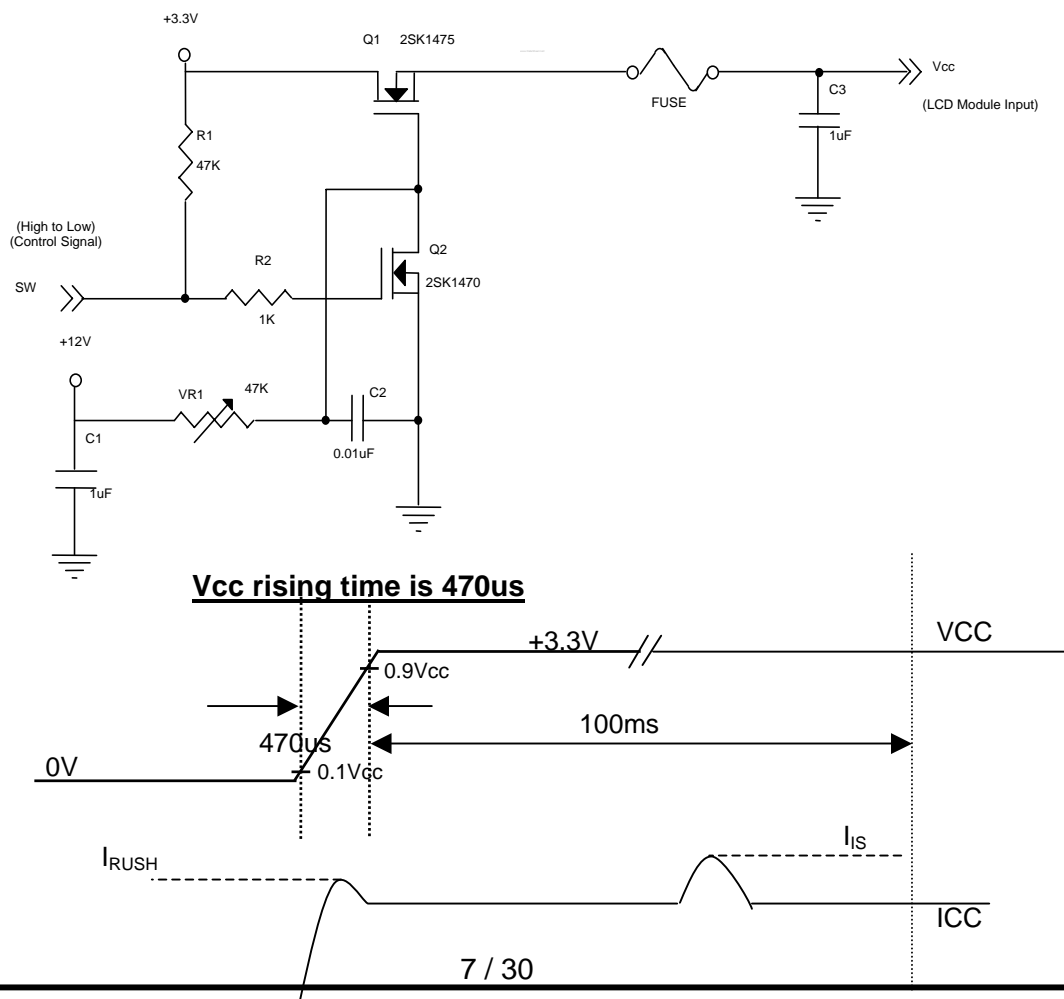 +3.3V
Q1 2SK1475
FUSE
C3
1uF
Vcc
(LCD Module Input)
R1
47K
(High to Low)
(Control Signal)
SW
R2
1K
Q2
2SK1470
+12V
VR1
47K
C2
0.01uF
C1
1uF
Vcc rising time is 470us
+3.3V
VCC
0.9Vcc
470us
100ms
0V
0.1Vcc
IRUSH
IIS
ICC
7 / 30